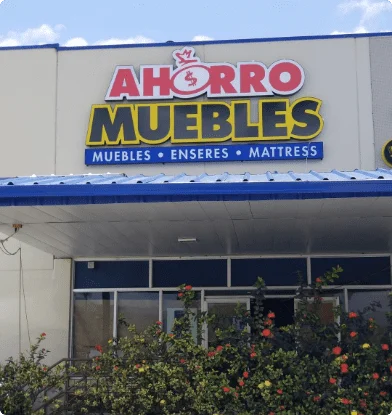 AHORRO
MUEBLES
MUEBLES • ENSERES • MATTRESS